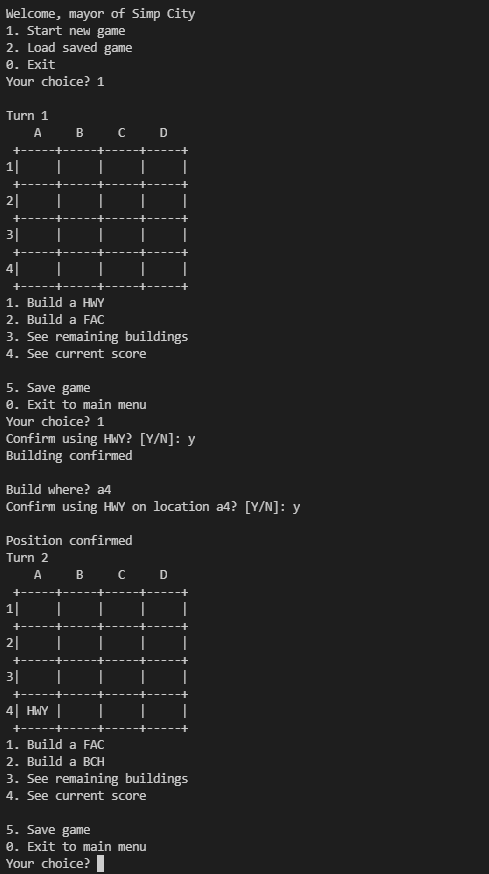 Welcome, mayor of Simp City
1. Start new game
2. Load saved game
0. Exit
Your choice? 1

Turn 1
    A     B     C     D
 +-----+-----+-----+-----+
1|     |     |     |     |
 +-----+-----+-----+-----+
2|     |     |     |     |
 +-----+-----+-----+-----+
3|     |     |     |     |
 +-----+-----+-----+-----+
4|     |     |     |     |
 +-----+-----+-----+-----+
1. Build a HWY
2. Build a FAC
3. See remaining buildings
4. See current score

5. Save game
0. Exit to main menu
Your choice? 1
Confirm using HWY? [Y/N]: y
Building confirmed

Build where? a4
Confirm using HWY on location a4? [Y/N]: y

Position confirmed
Turn 2
    A     B     C     D
 +-----+-----+-----+-----+
1|     |     |     |     |
 +-----+-----+-----+-----+
2|     |     |     |     |
 +-----+-----+-----+-----+
3|     |     |     |     |
 +-----+-----+-----+-----+
4| HWY |     |     |     |
 +-----+-----+-----+-----+
1. Build a FAC
2. Build a BCH
3. See remaining buildings
4. See current score

5. Save game
0. Exit to main menu
Your choice?